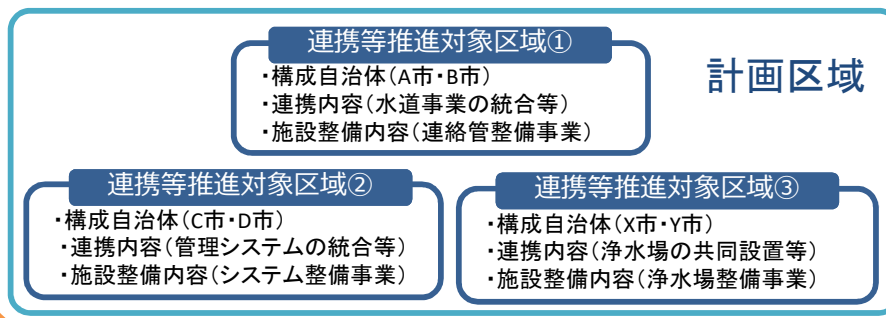 連携等推進対象区域①
・構成自治体(A市・B市)
・連携内容(水道事業の統合等)
・施設整備内容(連絡管整備事業)
計画区域
連携等推進対象区域②
・構成自治体(C市・D市)
・連携内容(管理システムの統合等)
・施設整備内容(システム整備事業)
連携等推進対象区域③
・構成自治体(X市・Y市)
・連携内容(浄水場の共同設置等)
・施設整備内容(浄水場整備事業)